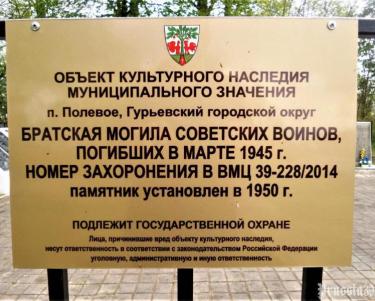 ОБЪЕКТ КУЛЬТУРНОГО НАСЛЕДИЯ
МУНИЦИПАЛЬНОГО ЗНАЧЕНИЯ
п. Полевое, Гурьевский городской округ
БРАТСКАЯ МОГИЛА СОВЕТСКИХ ВОИНОВ,
ПОГИБШИХ В МАРТЕ 1945 г.
НОМЕР ЗАХОРОНЕНИЯ В ВМЦ 39-228/2014
памятник установлен в 1950 г.
ПОДЛЕЖИТ ГОСУДАРСТВЕННОЙ ОХРАНЕ
Лица, причинившие вред объекту культурного наследия,
несут ответственность в соответствии с законодательством Российской Федерации
уголовную, административную и иную ответственность